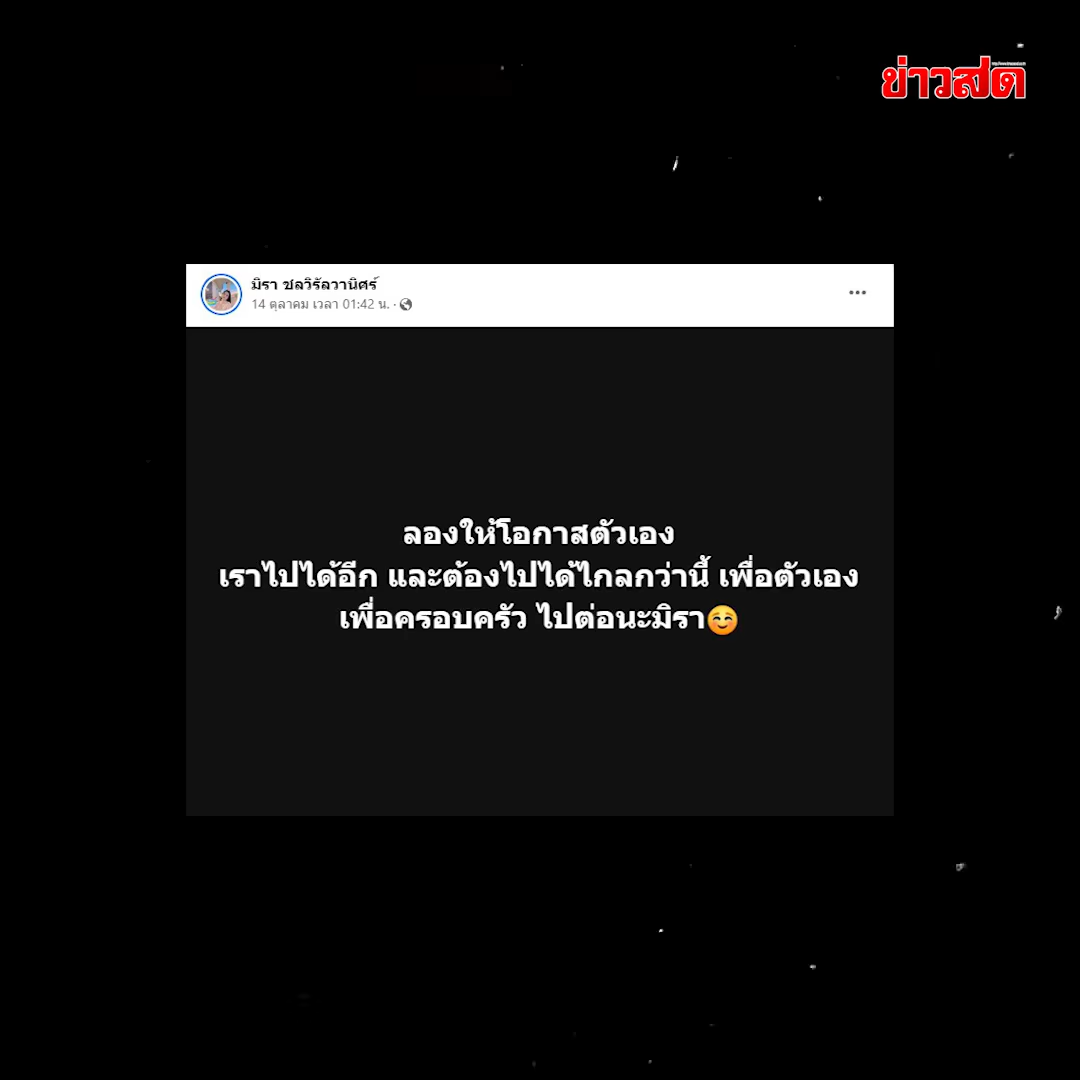 ข่าวสด
มิรา ชลวิรัลวานิศร์
14 ตุลาคม เวลา 01:42 น. ·
ลองให้โอกาสตัวเอง
เราไปได้อีก และต้องไปได้ไกลกว่านี้ เพื่อตัวเอง
เพื่อครอบครัว ไปต่อนะมิรา☺️